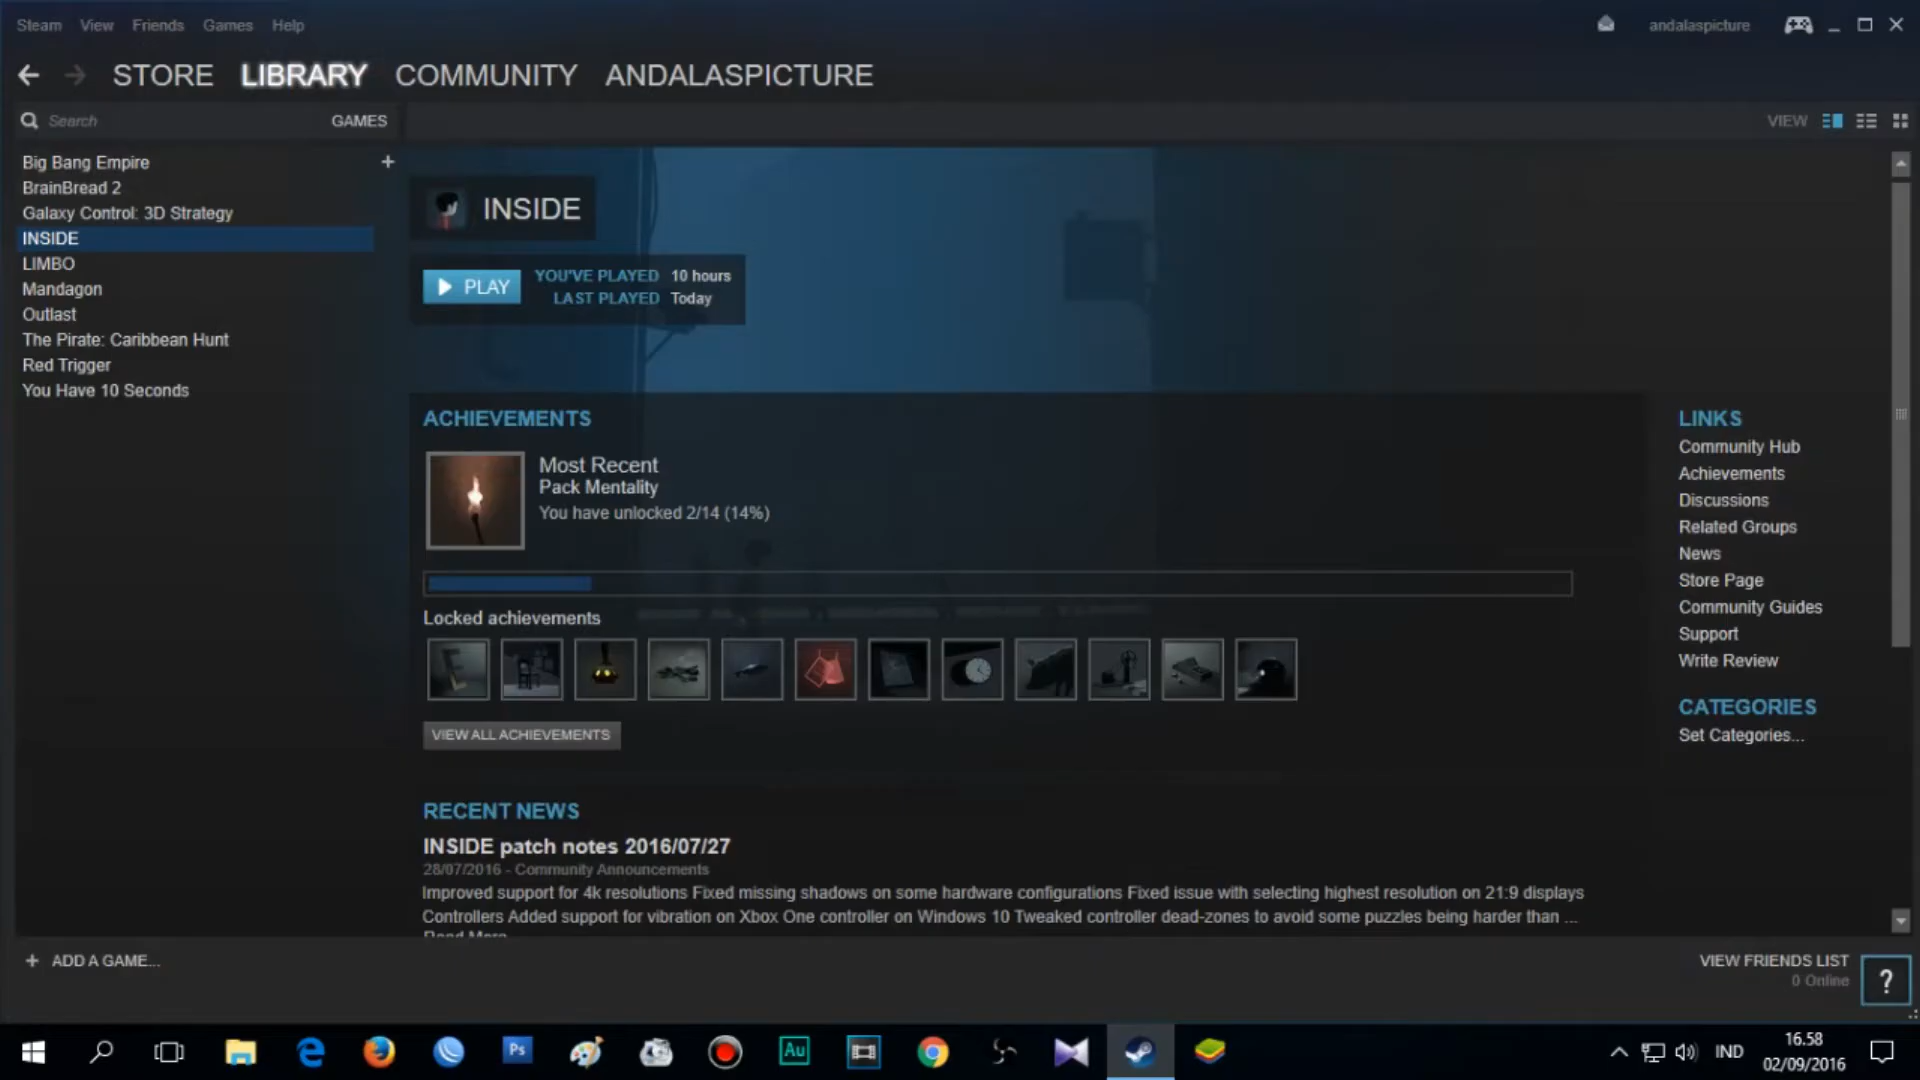 Steam View Friends Games Help
andalaspicture
STORE LIBRARY COMMUNITY ANDALASPICTURE
Search GAMES
VIEW
Big Bang Empire
BrainBread 2
Galaxy Control: 3D Strategy
INSIDE
LIMBO
Mandagon
Outlast
The Pirate: Caribbean Hunt
Red Trigger
You Have 10 Seconds
INSIDE
PLAY
YOU'VE PLAYED 10 hours
LAST PLAYED Today
ACHIEVEMENTS
Most Recent
Pack Mentality
You have unlocked 2/14 (14%)
Locked achievements
VIEW ALL ACHIEVEMENTS
RECENT NEWS
INSIDE patch notes 2016/07/27
28/07/2016 - Community Announcements
Improved support for 4k resolutions Fixed missing shadows on some hardware configurations Fixed issue with selecting highest resolution on 21:9 displays
Controllers Added support for vibration on Xbox One controller on Windows 10 Tweaked controller dead-zones to avoid some puzzles being harder than ...
Read More
LINKS
Community Hub
Achievements
Discussions
Related Groups
News
Store Page
Community Guides
Support
Write Review
CATEGORIES
Set Categories...
+ ADD A GAME...
VIEW FRIENDS LIST
0 Online
?
Ps
Au
IND
16.58
02/09/2016